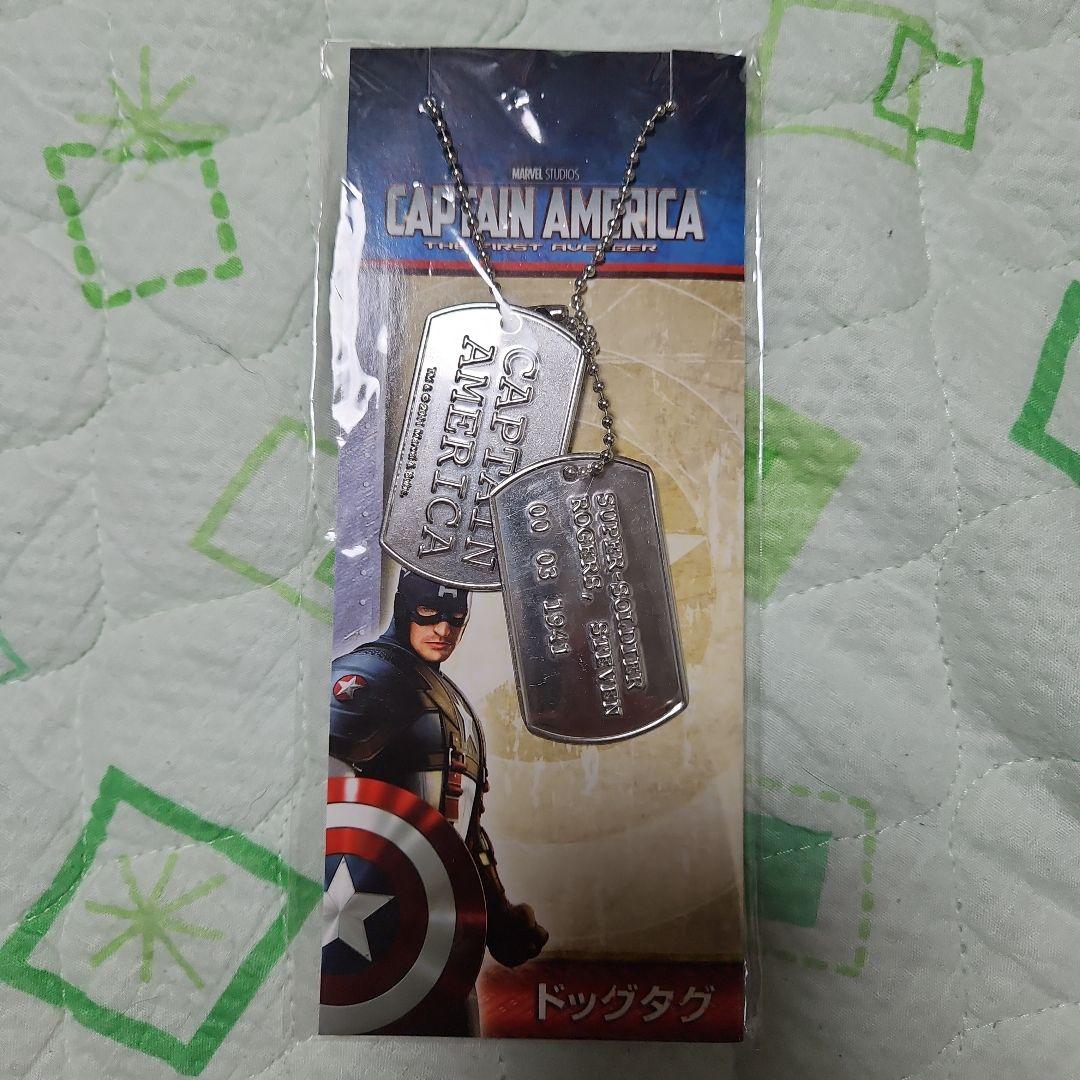 MARVEL STUDIOS
CAPTAIN AMERICA™
THE FIRST AVENGER
CAPTAIN
AMERICA
SUPER-SOLDIER
ROGERS, STEVEN
00 03 1941
ドッグタグ